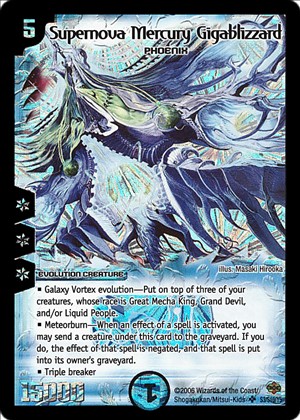 5 Supernova Mercury Gigablizzard
PHOENIX
illus. Masaki Hirooka
EVOLUTION CREATURE
▪ Galaxy Vortex evolution—Put on top of three of your
creatures, whose race is Great Mecha King, Grand Devil,
and/or Liquid People.
▪ Meteorburn—When an effect of a spell is activated, you
may send a creature under this card to the graveyard. If you
do, the effect of that spell is negated, and that spell is put
into its owner's graveyard.
▪ Triple breaker
15000
©2006 Wizards of the Coast/
Shogakukan/Mitsui-Kids